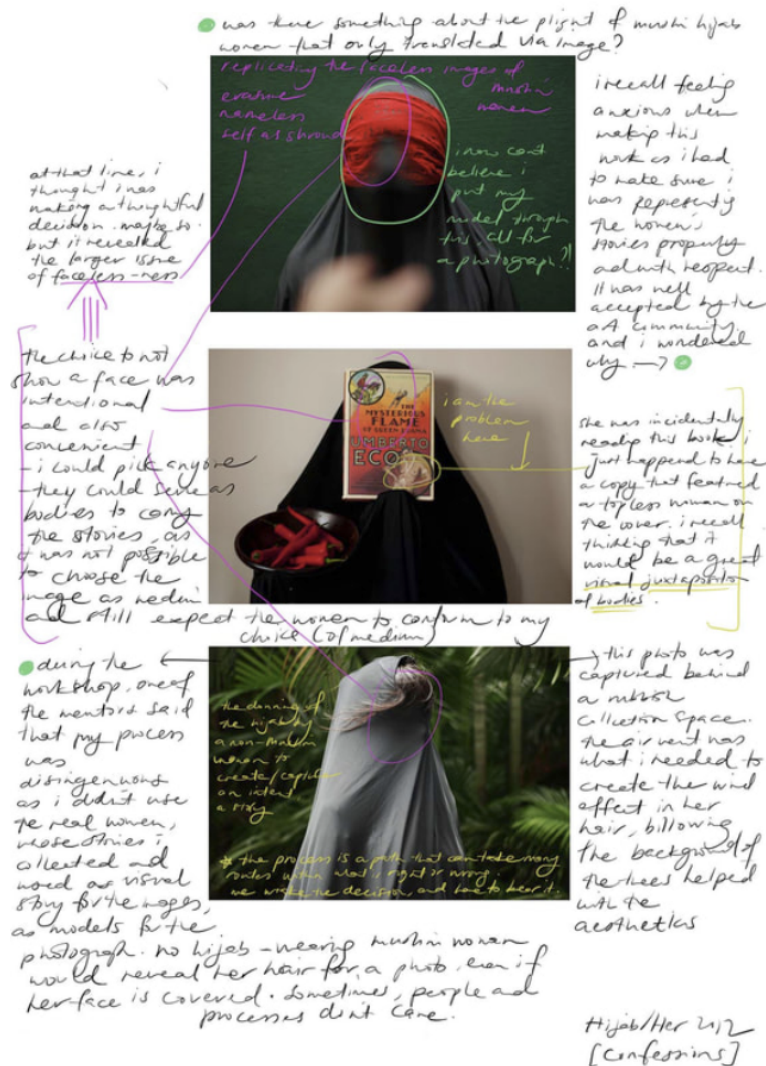 was there something about the plight of muslim hijab
women that only translated via image?
replicating the faceless images of
muslim
women
erasure
nameless
self as shroud
i now can't
believe i
put my
model through
this, all for
a photograph?!
i recall feeling
anxious when
making this
work as i had
to make sure i
was representing
the women's
stories properly
and with respect.
it was well
accepted by the
community.
and i wondered
why. →
at that time, i
thought i was
making a thoughtful
decision. maybe so.
but it revealed
the larger issue
of faceless-ness
the choice to not
show a face was
intentional
and also
convenient
- i could pick anyone
- they could serve as
bodies to carry
the stories, as
it was not possible
to choose the
image as medium
and still expect the women to conform to my
choice (of medium)
THE
MYSTERIOUS
FLAME
OF QUEEN LOANA
UMBERTO
ECO
i am the
problem
here
she was incidentally
reading this book. i
just happened to have
a copy that featured
a topless woman on
the cover. i recall
thinking that it
would be a great
visual juxtaposition
of bodies.
during the
workshop, one of
the mentors said
that my process
was
disingenuous
as i didn't use
the real women,
whose stories i
collected and
used as visual
story for the images,
as models for the
photograph. no hijab-wearing muslim woman
would reveal her hair for a photo, even if
her face is covered. sometimes, people and
processes don't care.
the donning of
the hijab by
a non-muslim
woman to
create/capture
an intent
a story
* the process is a path that can take many
routes within what is right or wrong.
we make the decision, and have to bear it.
this photo was
captured behind
a rubbish
collection space.
the air vent was
what i needed to
create the wind
effect in her
hair, billowing
the background of
the trees helped
with the
aesthetics
Hijab/Her 2012
[confessions]